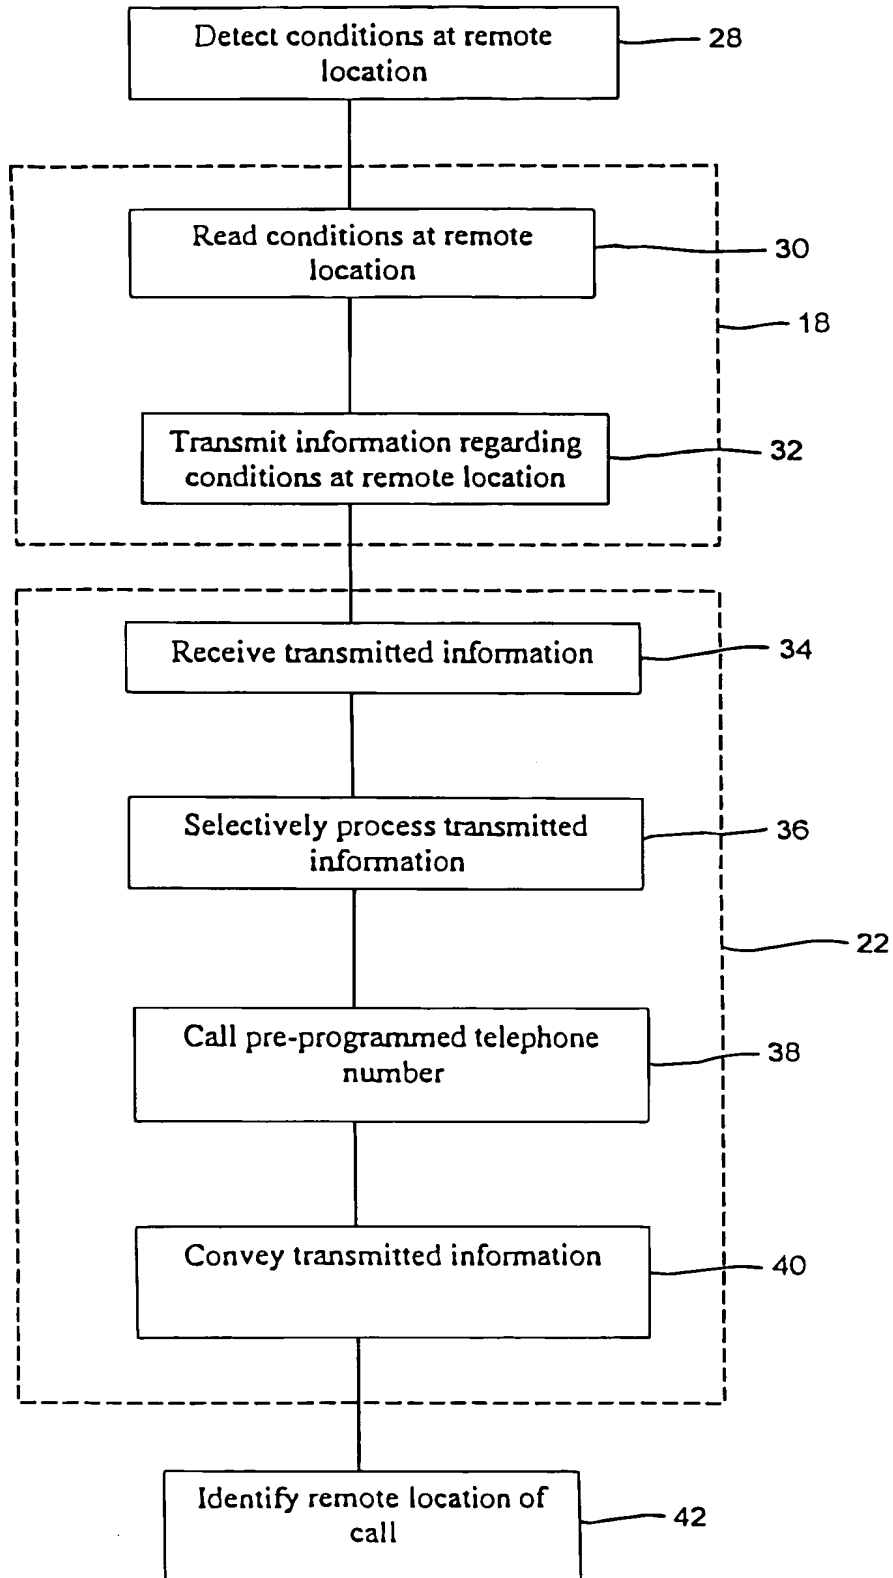 Detect conditions at remote
location
28
Read conditions at remote
location
30
18
Transmit information regarding
conditions at remote location
32
Receive transmitted information
34
Selectively process transmitted
information
36
22
Call pre-programmed telephone
number
38
Convey transmitted information
40
Identify remote location of
call
42